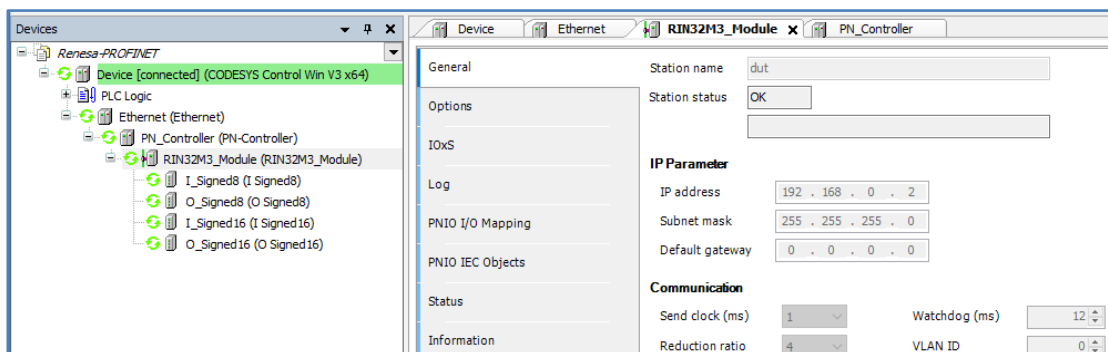 Devices
Renesa-PROFINET
Device [connected] (CODESYS Control Win V3 x64)
PLC Logic
Ethernet (Ethernet)
PN_Controller (PN-Controller)
RIN32M3_Module (RIN32M3_Module)
I_Signed8 (I Signed8)
O_Signed8 (O Signed8)
I_Signed16 (I Signed16)
O_Signed16 (O Signed16)
Device Ethernet RIN32M3_Module PN_Controller
General
Options
IOxS
Log
PNIO I/O Mapping
PNIO IEC Objects
Status
Information
Station name dut
Station status OK
IP Parameter
IP address 192 . 168 . 0 . 2
Subnet mask 255 . 255 . 255 . 0
Default gateway 0 . 0 . 0 . 0
Communication
Send clock (ms) 1 Watchdog (ms) 12
Reduction ratio 4 VLAN ID 0